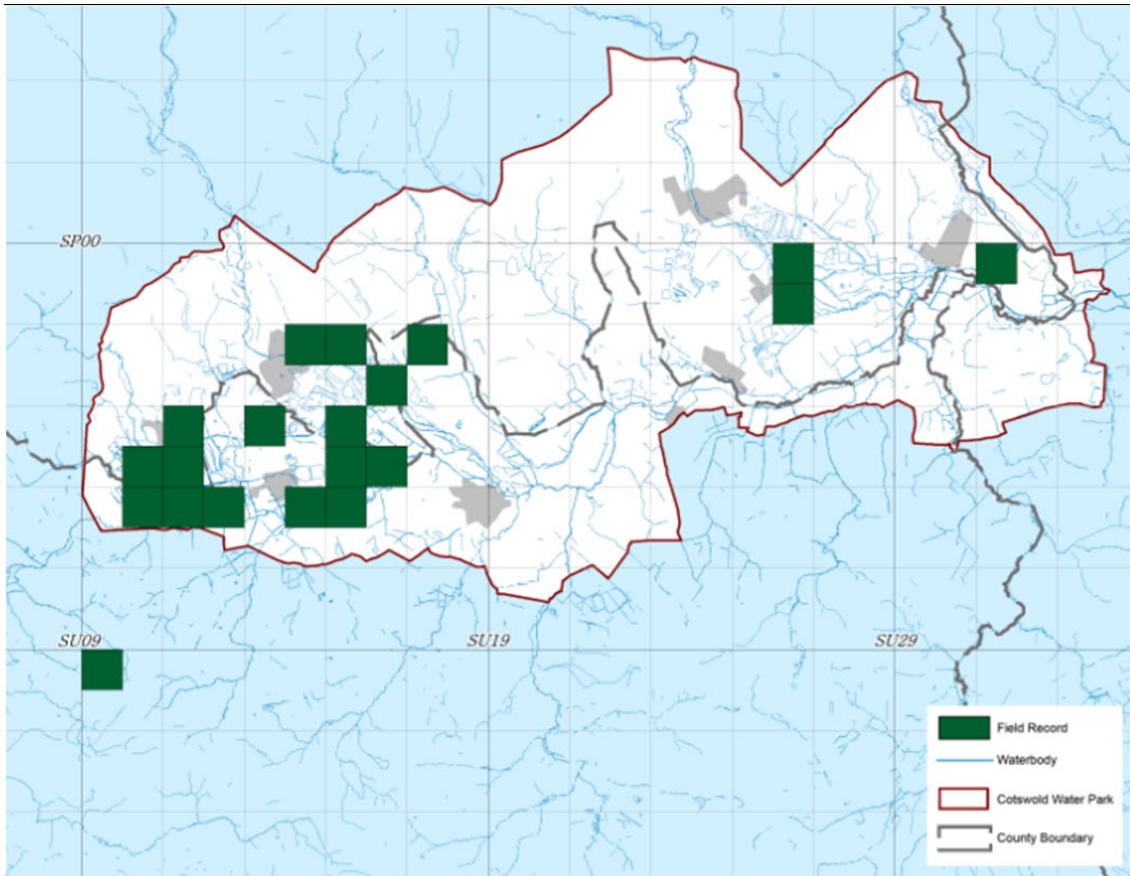 SP00
SU09
SU19
SU29
Field Record
Waterbody
Cotswold Water Park
County Boundary